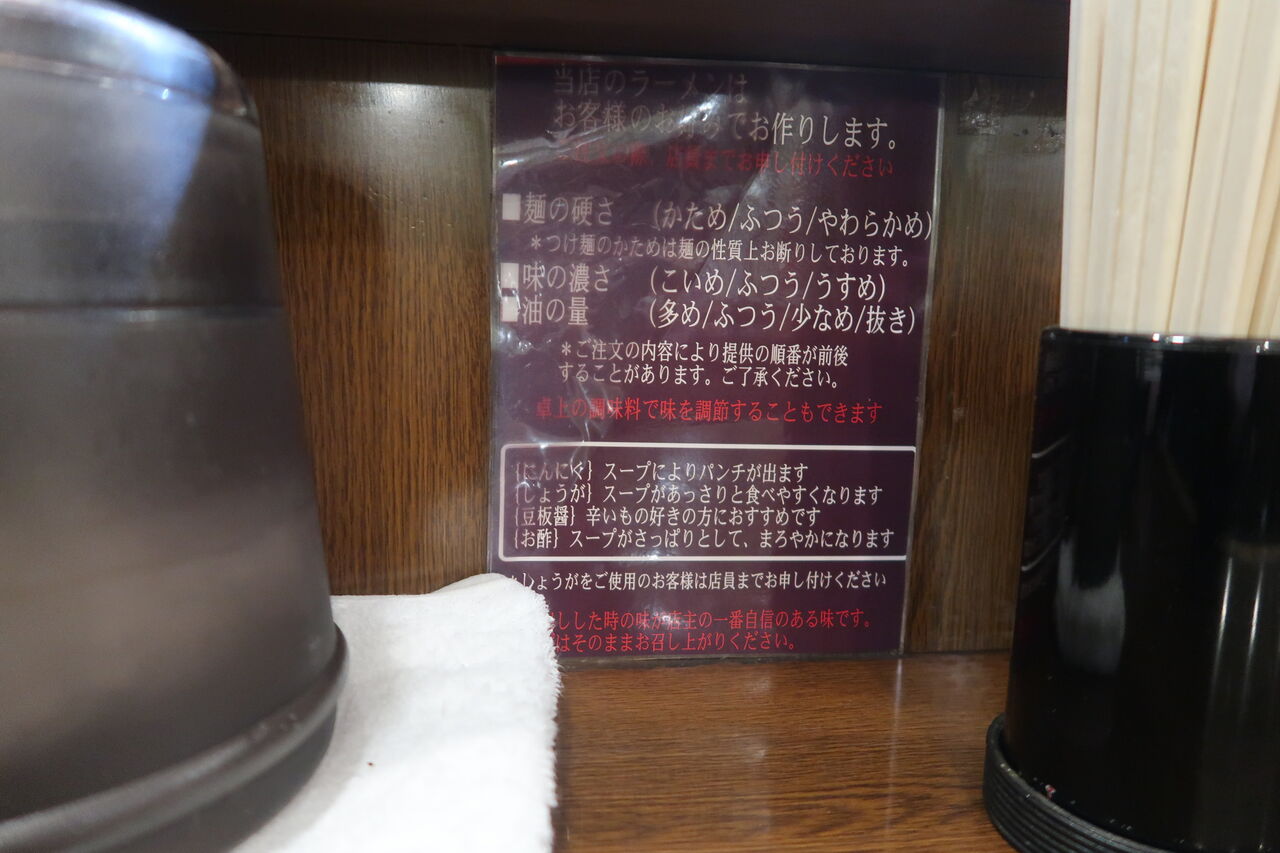 当店のラーメンは
お客様のお好みでお作りします。
際、店員までお申し付けください
■麺の硬さ (かため/ふつう/やわらかめ)
＊つけ麺のかためは麺の性質上お断りしております。
■味の濃さ (こいめ/ふつう/うすめ)
■油の量 (多め/ふつう/少なめ/抜き)
＊ご注文の内容により提供の順番が前後
することがあります。ご了承ください。
卓上の調味料で味を調節することもできます
{にんにく} スープによりパンチが出ます
{しょうが} スープがあっさりと食べやすくなります
{豆板醤} 辛いもの好きの方におすすめです
{お酢} スープがさっぱりとして、まろやかになります
しょうがをご使用のお客様は店員までお申し付けください
した時の味が店主の一番自信のある味です。
はそのままお召し上がりください。